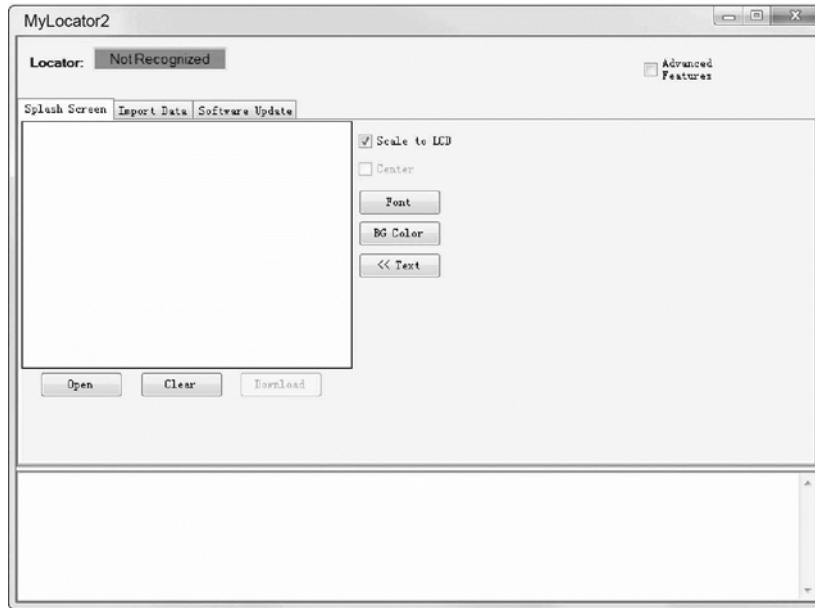 MyLocator2
Locator: Not Recognized
Advanced
Features
Splash Screen Import Data Software Update
Scale to LCD
Center
Font
BG Color
<< Text
Open Clear Download